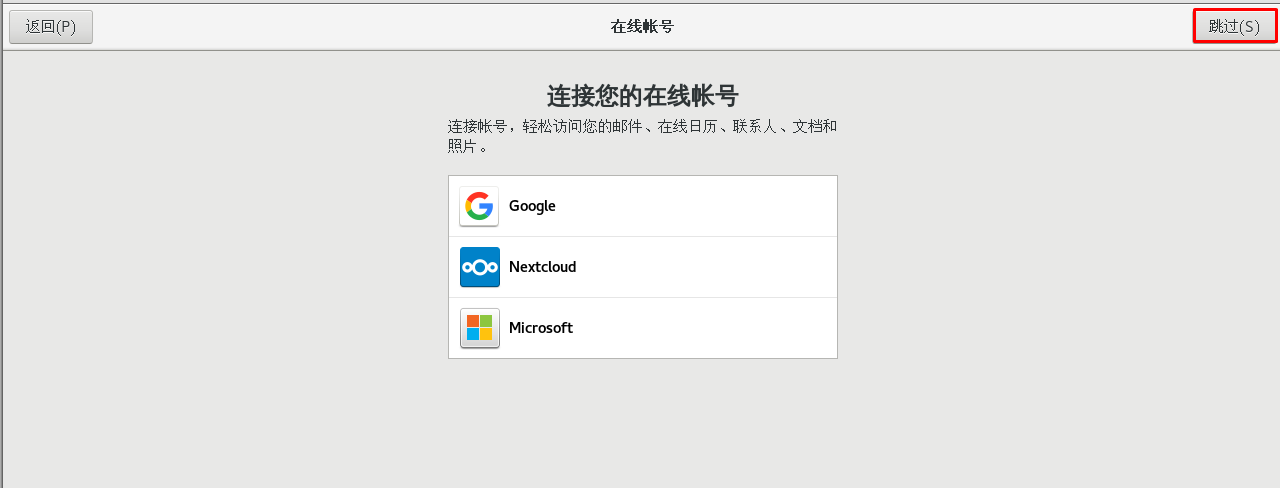 返回(P)
在线帐号
跳过(S)
连接您的在线帐号
连接帐号，轻松访问您的邮件、在线日历、联系人、文档和
照片。
Google
Nextcloud
Microsoft